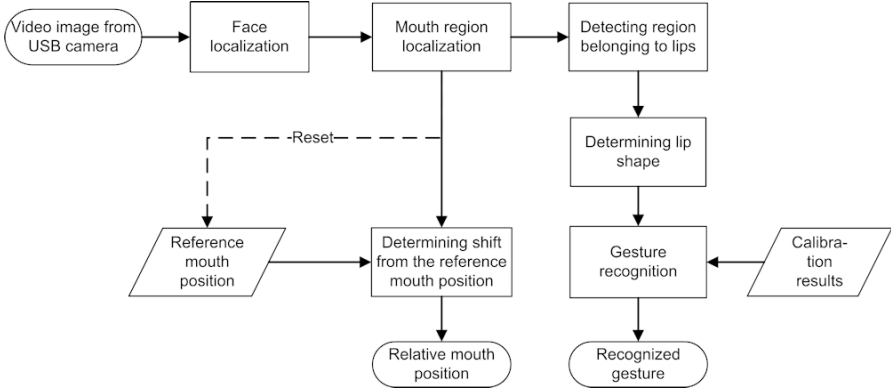 Video image from
USB camera
Face
localization
Mouth region
localization
Detecting region
belonging to lips
Reset
Determining lip
shape
Reference
mouth
position
Determining shift
from the reference
mouth position
Gesture
recognition
Calibra-
tion
results
Relative mouth
position
Recognized
gesture